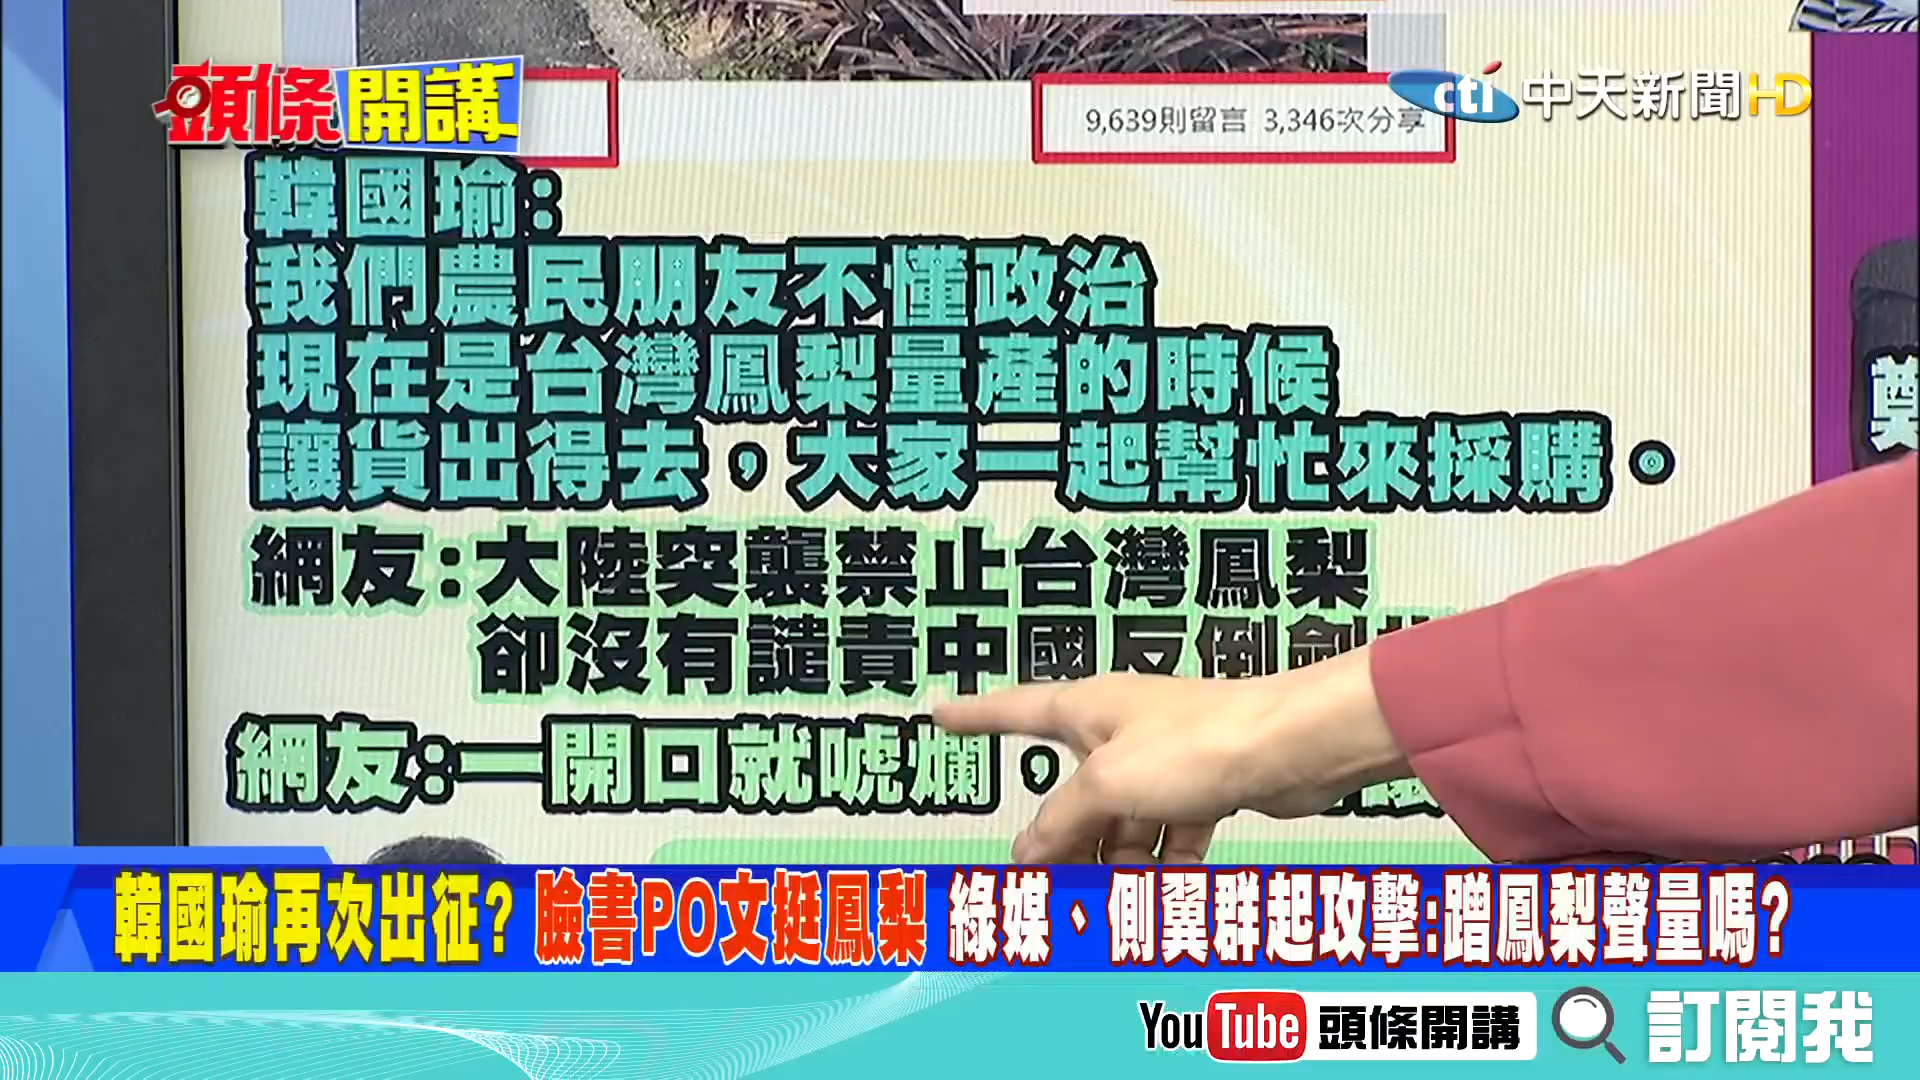 頭條開講
9,639則留言 3,346次分享
cti 中天新聞HD
韓國瑜:
我們農民朋友不懂政治
現在是台灣鳳梨量產的時候
讓貨出得去，大家一起幫忙來採購。
網友:大陸突襲禁止台灣鳳梨
卻沒有譴責中國反倒
網友:一開口就唬爛，
奠
韓國瑜再次出征? 臉書PO文挺鳳梨 綠媒、側翼群起攻擊:蹭鳳梨聲量嗎?
YouTube 頭條開講 訂閱我